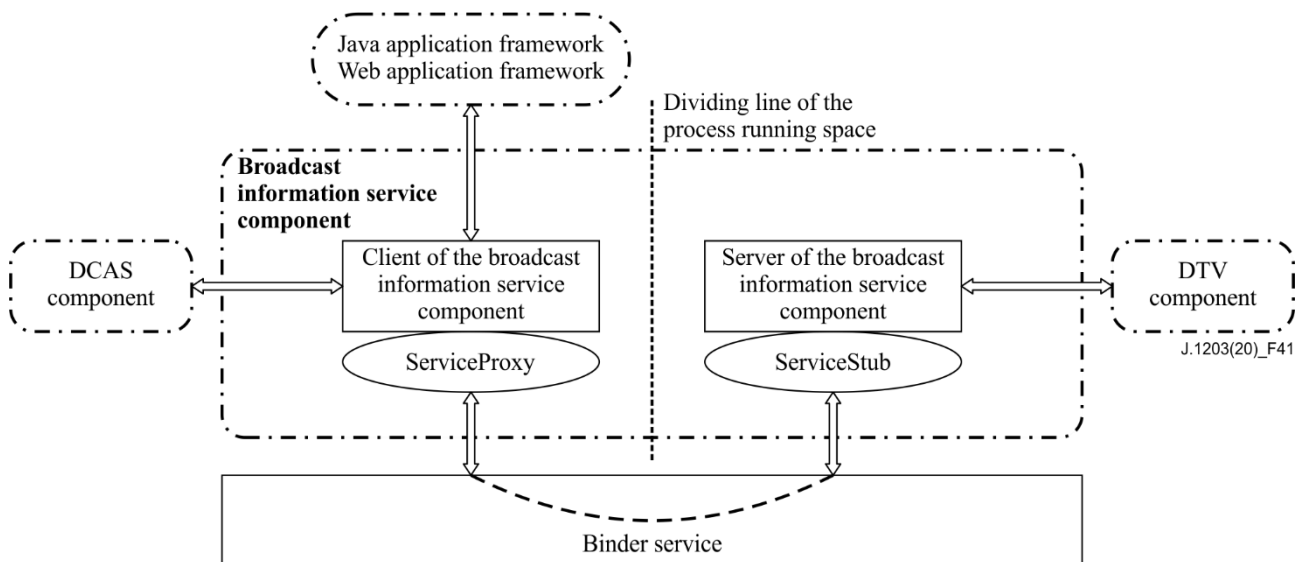 Java application framework
Web application framework
Dividing line of the
process running space
Broadcast
information service
component
DCAS
component
Client of the broadcast
information service
component
Server of the broadcast
information service
component
DTV
component
J.1203(20)_F41
ServiceProxy
ServiceStub
Binder service